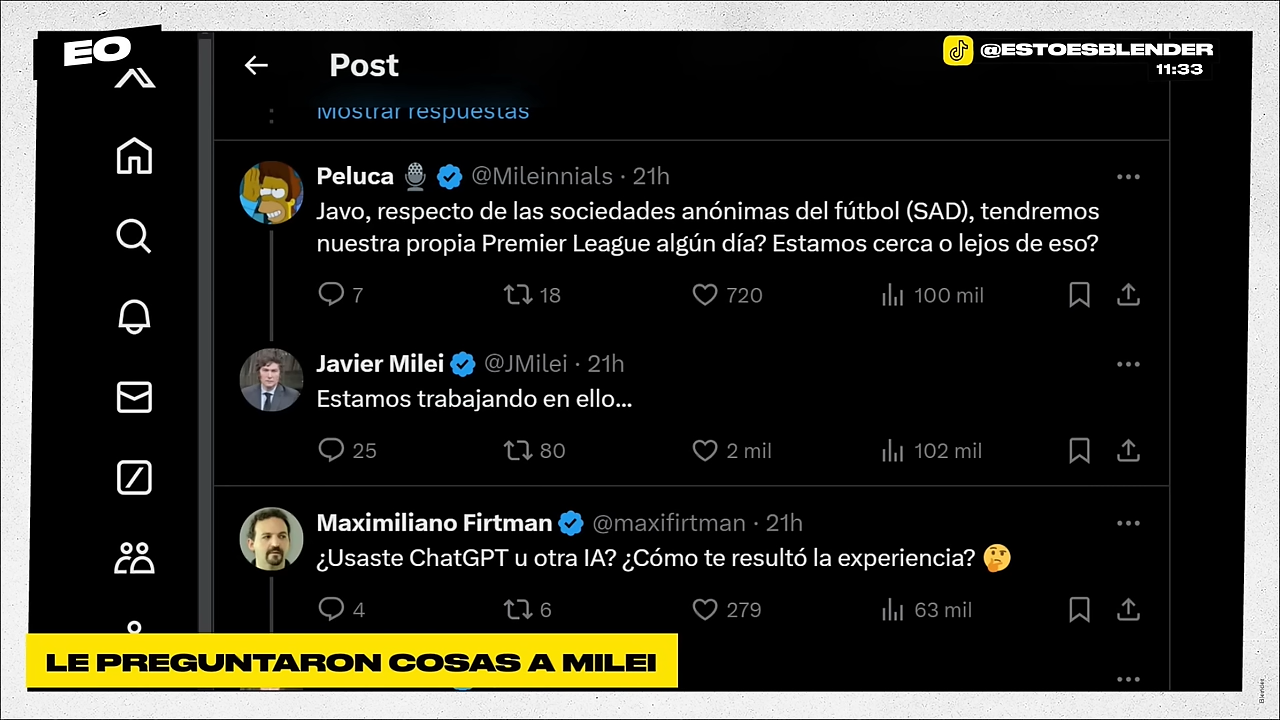 EO
@ESTOESBLENDER
11:33
Post
Mostrar respuestas
Peluca @Mileinnials · 21h
Javo, respecto de las sociedades anónimas del fútbol (SAD), tendremos
nuestra propia Premier League algún día? Estamos cerca o lejos de eso?
7 18 720 100 mil
Javier Milei @JMilei · 21h
Estamos trabajando en ello...
25 80 2 mil 102 mil
Maximiliano Firtman @maxifirtman · 21h
¿Usaste ChatGPT u otra IA? ¿Cómo te resultó la experiencia? 🤔
4 6 279 63 mil
LE PREGUNTARON COSAS A MILEI
Blender